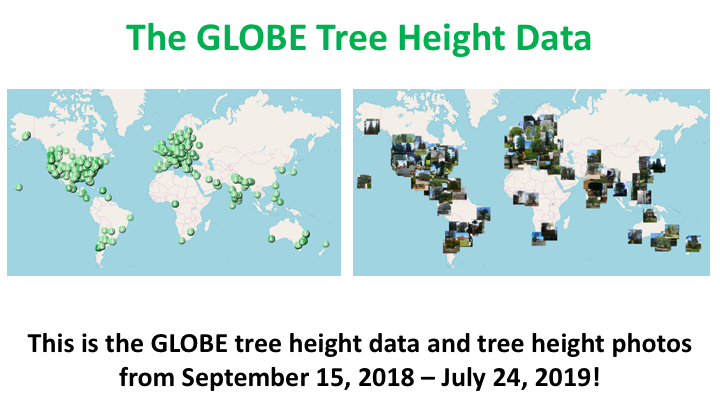 The GLOBE Tree Height Data
This is the GLOBE tree height data and tree height photos
from September 15, 2018 – July 24, 2019!